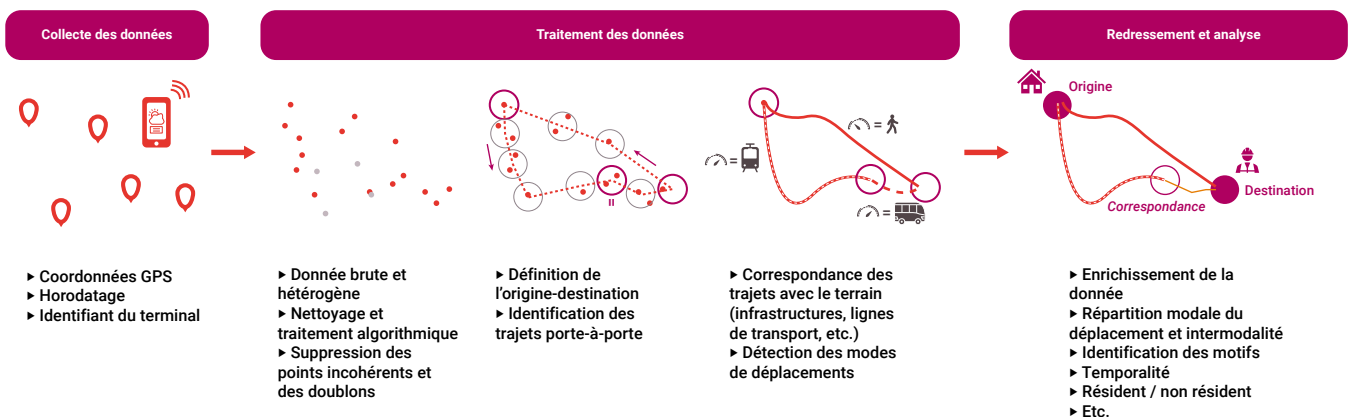 Collecte des données
Traitement des données
Redressement et analyse
Origine
=
=
=
Destination
Correspondance
▸ Coordonnées GPS
▸ Horodatage
▸ Identifiant du terminal
▸ Donnée brute et
hétérogène
▸ Nettoyage et
traitement algorithmique
▸ Suppression des
points incohérents et
des doublons
▸ Définition de
l'origine-destination
▸ Identification des
trajets porte-à-porte
▸ Correspondance des
trajets avec le terrain
(infrastructures, lignes
de transport, etc.)
▸ Détection des modes
de déplacements
▸ Enrichissement de la
donnée
▸ Répartition modale du
déplacement et intermodalité
▸ Identification des motifs
▸ Temporalité
▸ Résident / non résident
▸ Etc.